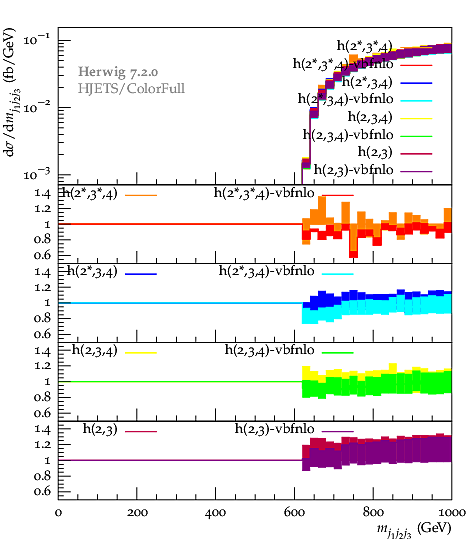 dσ/dm_{j1j2j3} (fb/GeV)
10⁻¹
10⁻²
10⁻³
Herwig 7.2.0
HJETS/ColorFull
h(2*,3*,4)
h(2*,3*,4)-vbfnlo
h(2*,3,4)
h(2*,3,4)-vbfnlo
h(2,3,4)
h(2,3,4)-vbfnlo
h(2,3)
h(2,3)-vbfnlo
h(2*,3*,4) h(2*,3*,4)-vbfnlo
1.4
1.2
1
0.8
0.6
h(2*,3,4) h(2*,3,4)-vbfnlo
1.4
1.2
1
0.8
0.6
h(2,3,4) h(2,3,4)-vbfnlo
1.4
1.2
1
0.8
0.6
h(2,3) h(2,3)-vbfnlo
1.4
1.2
1
0.8
0.6
0 200 400 600 800 1000
m_{j1j2j3} (GeV)